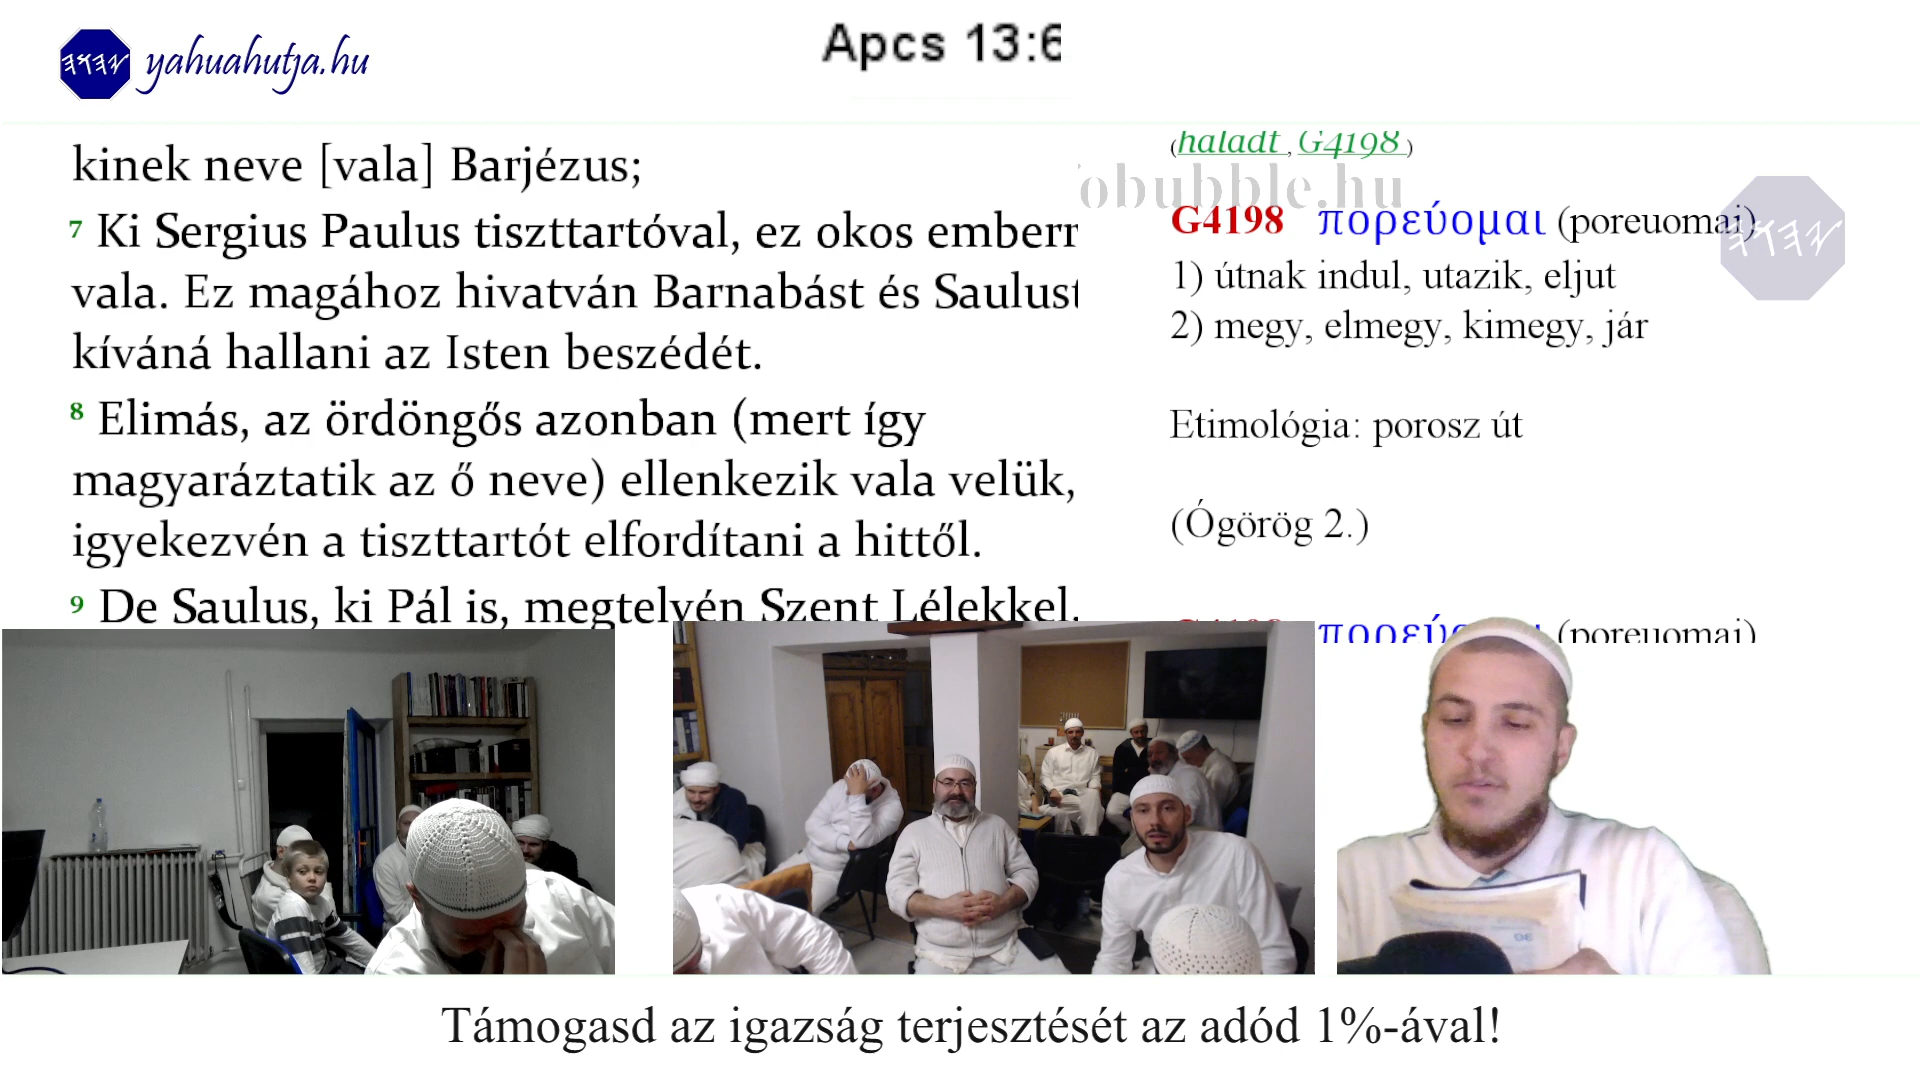 yahuahutja.hu
Apcs 13:6
kinek neve [vala] Barjézus;
7 Ki Sergius Paulus tiszttartóval, ez okos emberr
vala. Ez magához hivatván Barnabást és Saulust
kíváná hallani az Isten beszédét.
8 Elimás, az ördöngős azonban (mert így
magyaráztatik az ő neve) ellenkezik vala velük,
igyekezvén a tiszttartót elfordítani a hittől.
9 De Saulus, ki Pál is, megtelvén Szent Lélekkel,
(haladt , G4198 )
obubble.hu
G4198 πορεύομαι (poreuomai)
1) útnak indul, utazik, eljut
2) megy, elmegy, kimegy, jár
Etimológia: porosz út
(Ógörög 2.)
(poreuomai)
Támogasd az igazság terjesztését az adód 1%-ával!